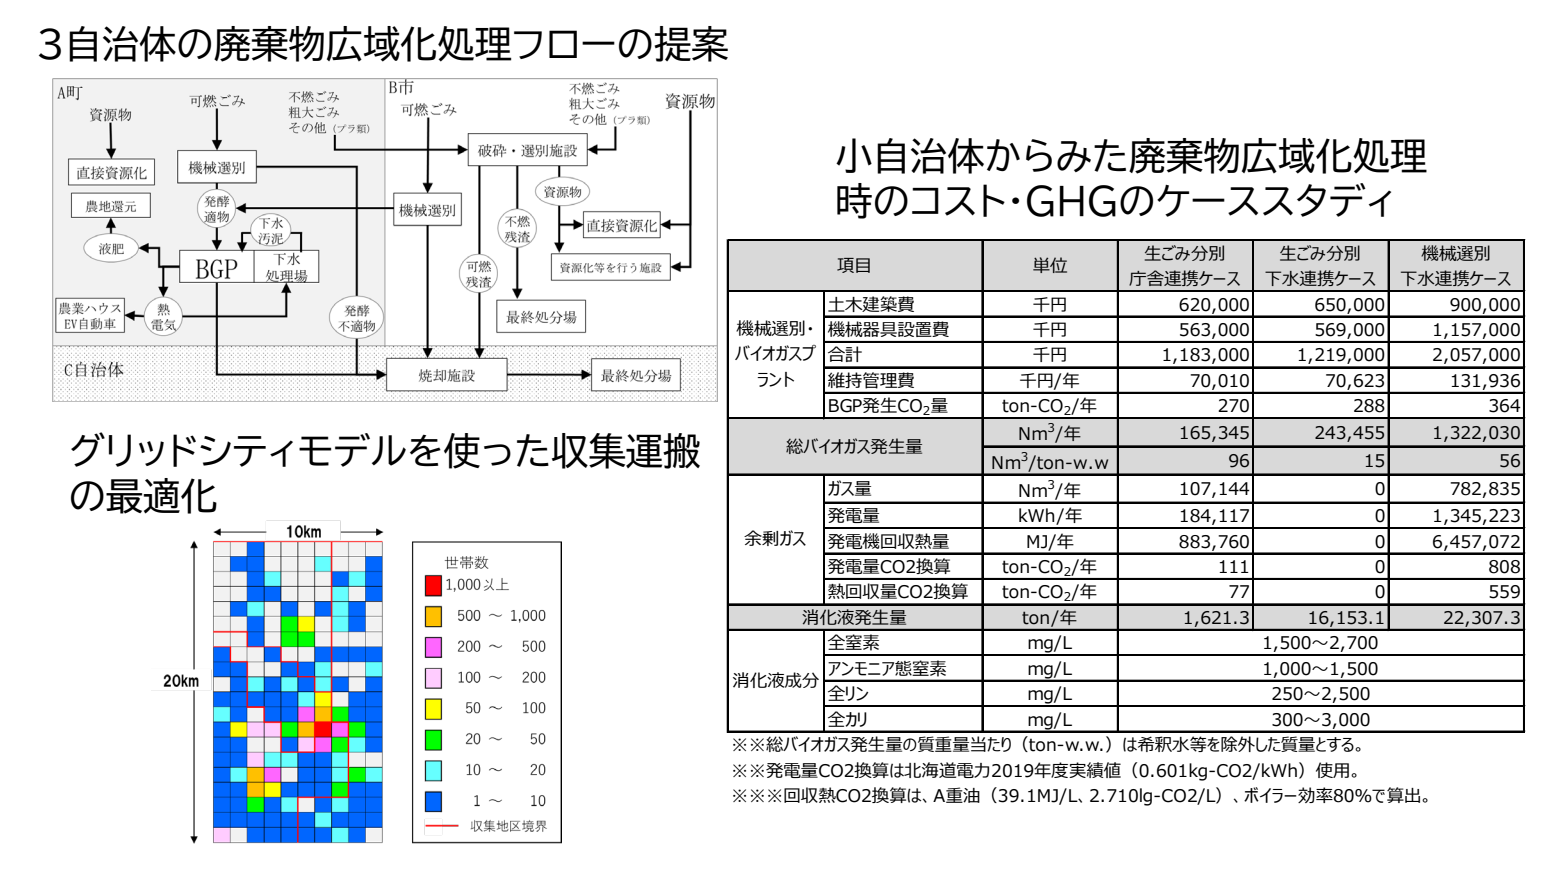 3自治体の廃棄物広域化処理フローの提案
A町
資源物
可燃ごみ
不燃ごみ
粗大ごみ
その他（プラ類）
B市
可燃ごみ
不燃ごみ
粗大ごみ
その他（プラ類）
資源物
破砕・選別施設
直接資源化
機械選別
機械選別
資源物
農地還元
発酵
適物
下水
汚泥
不燃
残渣
直接資源化
液肥
BGP
下水
処理場
可燃
残渣
資源化等を行う施設
農業ハウス
EV自動車
熱
電気
発酵
不適物
最終処分場
C自治体
焼却施設
最終処分場
グリッドシティモデルを使った収集運搬
の最適化
10km
20km
世帯数
1,000以上
500 ～ 1,000
200 ～ 500
100 ～ 200
50 ～ 100
20 ～ 50
10 ～ 20
1 ～ 10
収集地区境界
小自治体からみた廃棄物広域化処理
時のコスト・GHGのケーススタディ
項目 単位 生ごみ分別 庁舎連携ケース 生ごみ分別 下水連携ケース 機械選別 下水連携ケース
機械選別・バイオガスプラント
土木建築費 千円 620,000 650,000 900,000
機械器具設置費 千円 563,000 569,000 1,157,000
合計 千円 1,183,000 1,219,000 2,057,000
維持管理費 千円/年 70,010 70,623 131,936
BGP発生CO2量 ton-CO2/年 270 288 364
総バイオガス発生量 Nm3/年 165,345 243,455 1,322,030
Nm3/ton-w.w 96 15 56
余剰ガス
ガス量 Nm3/年 107,144 0 782,835
発電量 kWh/年 184,117 0 1,345,223
発電機回収熱量 MJ/年 883,760 0 6,457,072
発電量CO2換算 ton-CO2/年 111 0 808
熱回収量CO2換算 ton-CO2/年 77 0 559
消化液発生量 ton/年 1,621.3 16,153.1 22,307.3
消化液成分
全窒素 mg/L 1,500～2,700
アンモニア態窒素 mg/L 1,000～1,500
全リン mg/L 250～2,500
全カリ mg/L 300～3,000
※※総バイオガス発生量の質重量当たり（ton-w.w.）は希釈水等を除外した質量とする。
※※発電量CO2換算は北海道電力2019年度実績値（0.601kg-CO2/kWh）使用。
※※※回収熱CO2換算は、A重油（39.1MJ/L、2.710lg-CO2/L）、ボイラー効率80%で算出。